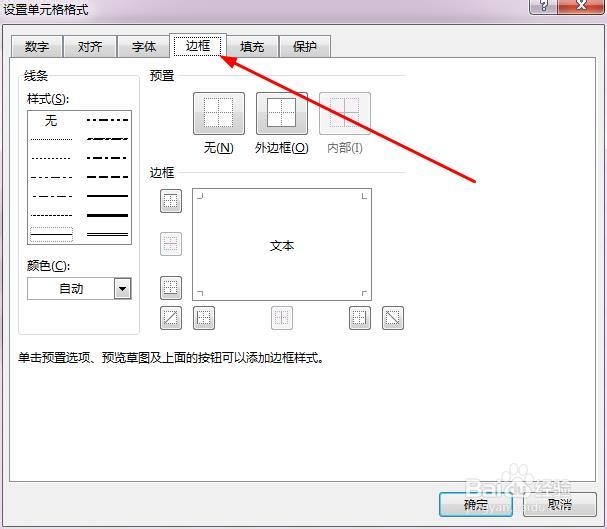 设置单元格格式
?
数字 对齐 字体 边框 填充 保护
线条
样式(S):
无
颜色(C):
自动
预置
无(N) 外边框(O) 内部(I)
边框
文本
单击预置选项、预览草图及上面的按钮可以添加边框样式。
确定 取消
Baidu经验
jingyan.baidu.com